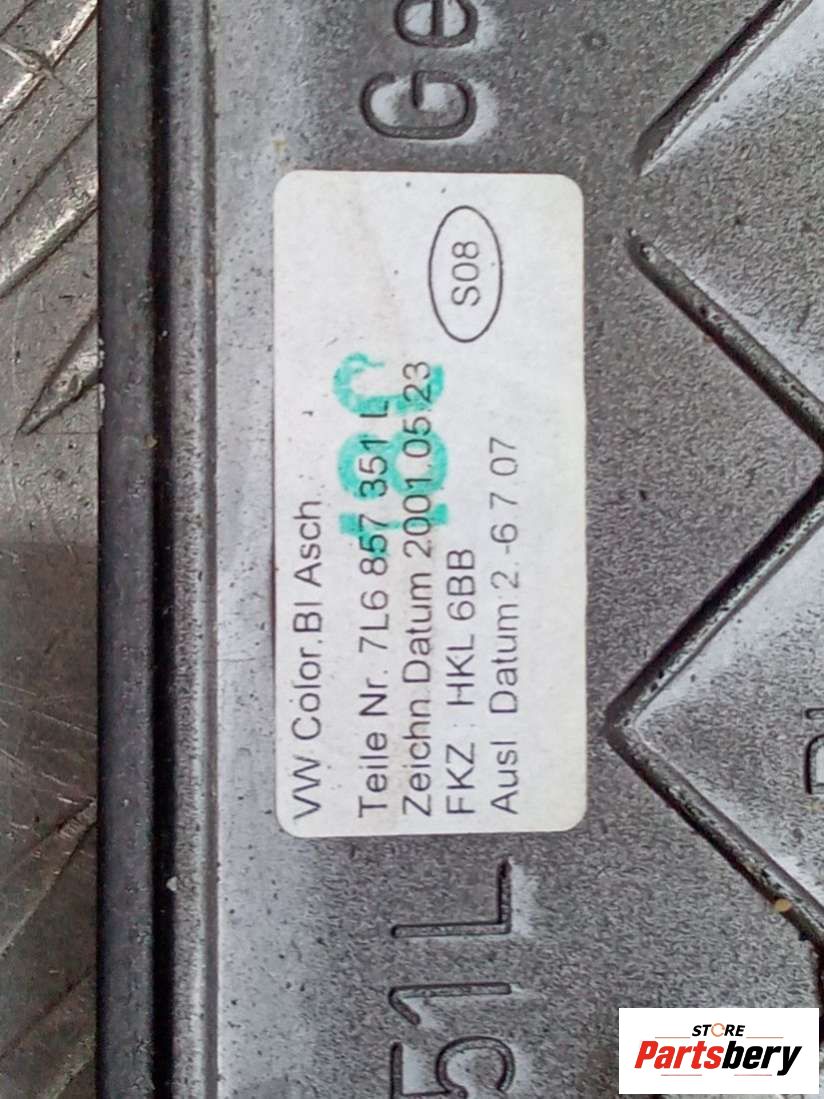 VW Color.Bl Asch.
Teile Nr. 7L6 857 351 L
Zeichn.Datum 2001.05.23
FKZ : HKL 6BB
Ausl Datum 2.-6 7 07
S08
Ge
51L
STORE
Partsbery